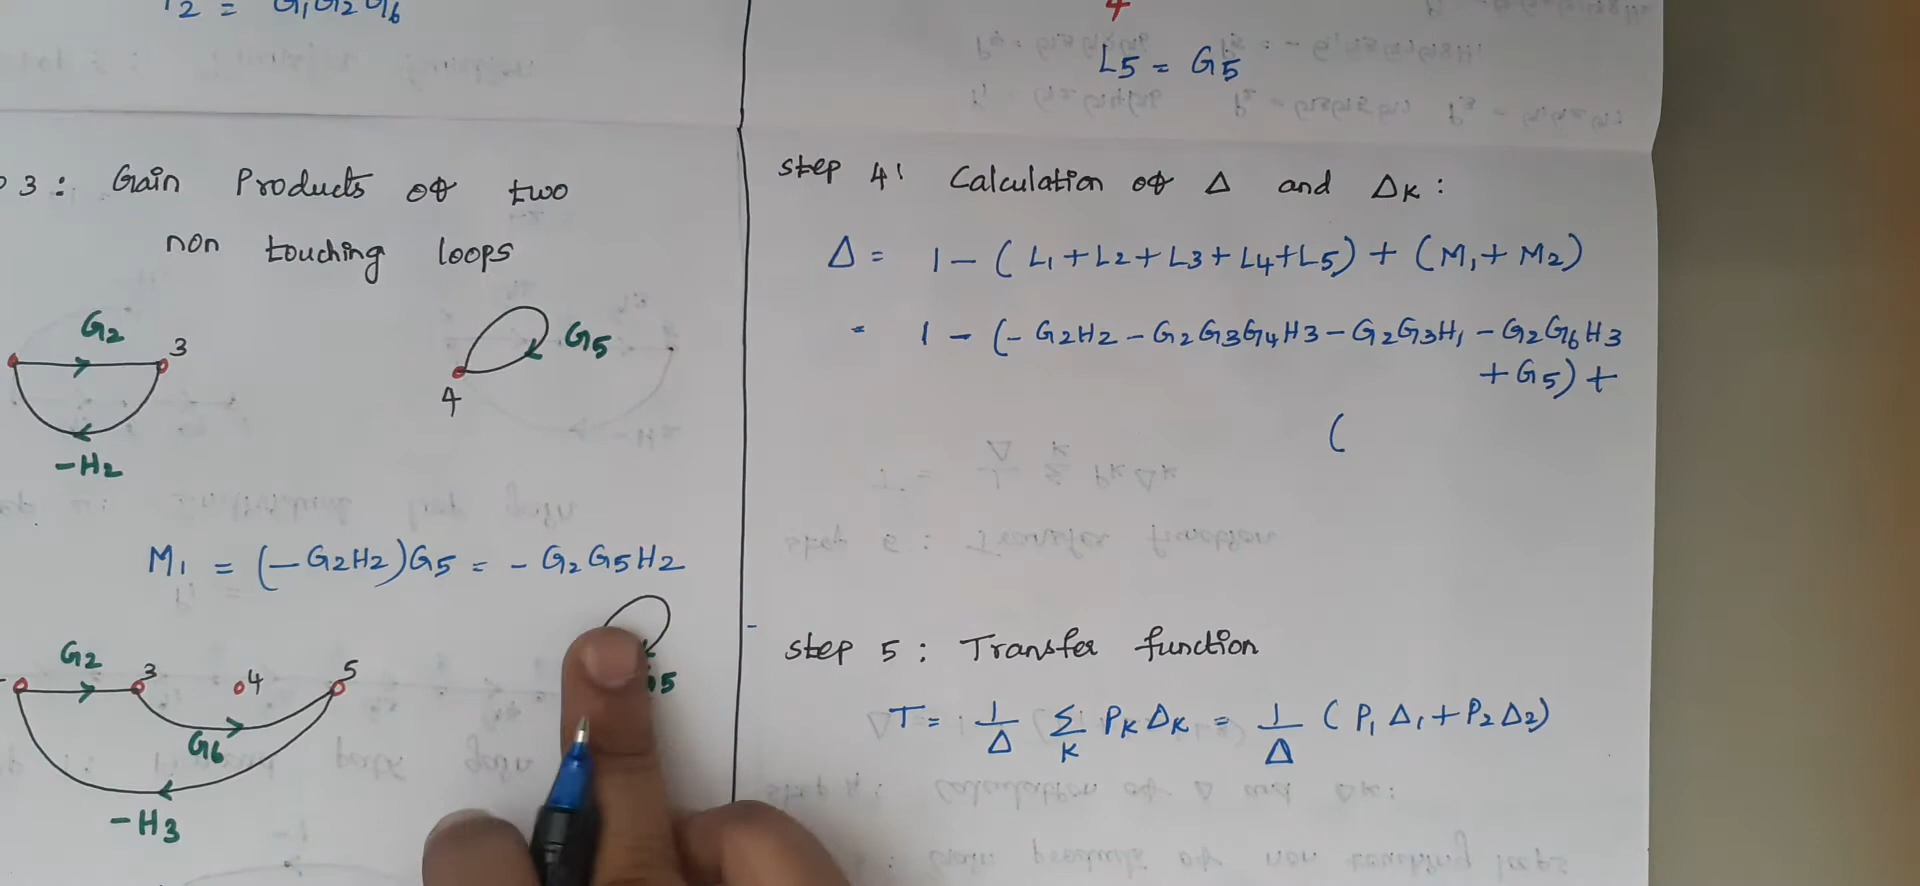 = G1G2G6
3 : Gain Products of two
non touching loops
G2
3
-H2
G5
4
M1 = (-G2H2)G5 = - G2G5H2
G2
3
4
5
G6
-H3
5
4
L5 = G5
step 4: Calculation of Δ and ΔK :
Δ = 1 - ( L1 + L2 + L3 + L4 + L5 ) + ( M1 + M2 )
= 1 - (- G2H2 - G2G3G4H3 - G2G3H1 - G2G6H3
+ G5 ) +
(
step 5 : Transfer function
T = 1/Δ Σ K PK ΔK = 1/Δ ( P1 Δ1 + P2 Δ2 )